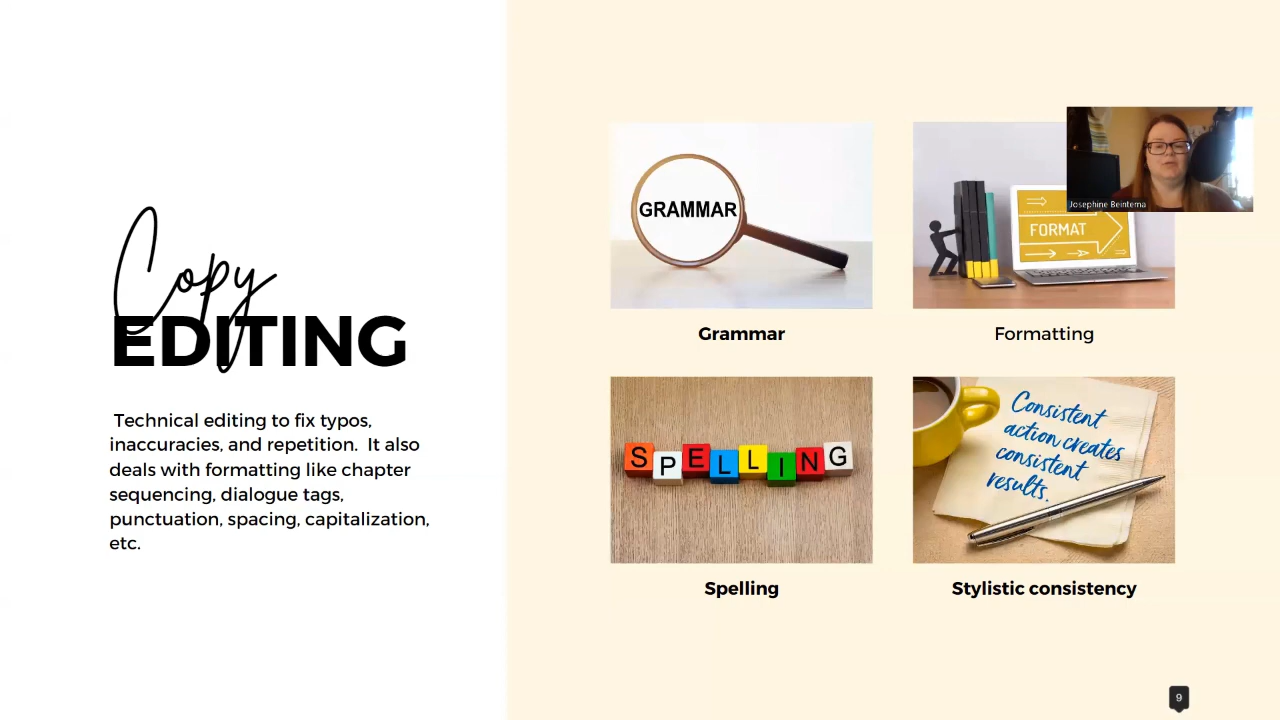 Copy
EDITING
Technical editing to fix typos,
inaccuracies, and repetition. It also
deals with formatting like chapter
sequencing, dialogue tags,
punctuation, spacing, capitalization,
etc.
GRAMMAR
Grammar
FORMAT
Josephine Beintema
Formatting
SPELLING
Spelling
Consistent
action creates
consistent
results.
Stylistic consistency
9